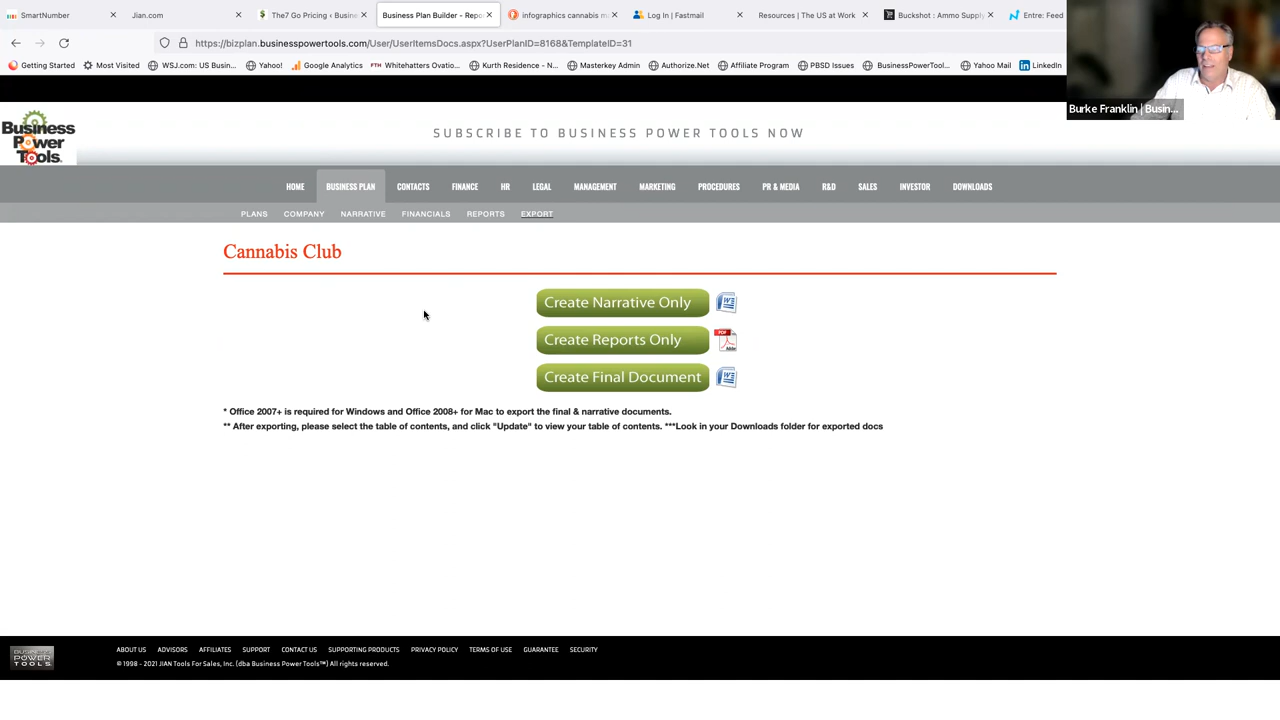 SmartNumber
Jian.com
The7 Go Pricing ‹ Busine
Business Plan Builder – Repo
infographics cannabis m
Log In | Fastmail
Resources | The US at Work
Buckshot : Ammo Supply
Entre: Feed
https://bizplan.businesspowertools.com/User/UserItemsDocs.aspx?UserPlanID=8168&TemplateID=31
Getting Started
Most Visited
WSJ.com: US Busin...
Yahoo!
Google Analytics
FTH Whitehatters Ovatio...
Kurth Residence - N...
Masterkey Admin
Authorize.Net
Affiliate Program
PBSD Issues
BusinessPowerTool...
Yahoo Mail
LinkedIn
Burke Franklin | Busin...
Business
Power
Tools
SUBSCRIBE TO BUSINESS POWER TOOLS NOW
HOME BUSINESS PLAN CONTACTS FINANCE HR LEGAL MANAGEMENT MARKETING PROCEDURES PR & MEDIA R&D SALES INVESTOR DOWNLOADS
PLANS COMPANY NARRATIVE FINANCIALS REPORTS EXPORT
Cannabis Club
Create Narrative Only
Create Reports Only
PDF
Adobe
Create Final Document
* Office 2007+ is required for Windows and Office 2008+ for Mac to export the final & narrative documents.
** After exporting, please select the table of contents, and click "Update" to view your table of contents. ***Look in your Downloads folder for exported docs
BUSINESS
POWER
TOOLS
ABOUT US ADVISORS AFFILIATES SUPPORT CONTACT US SUPPORTING PRODUCTS PRIVACY POLICY TERMS OF USE GUARANTEE SECURITY
© 1998 - 2021 JIAN Tools For Sales, Inc. (dba Business Power Tools™) All rights reserved.